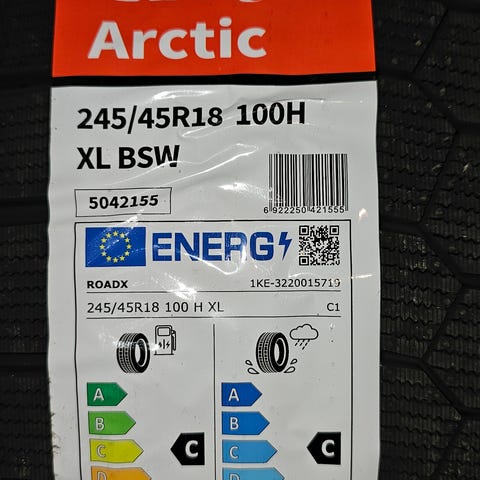 Arctic
245/45R18 100H
XL BSW
5042155
6 922250 421555
ENERG
ROADX 1KE-3220015719
245/45R18 100 H XL C1
A A
B B
C C C C
D D